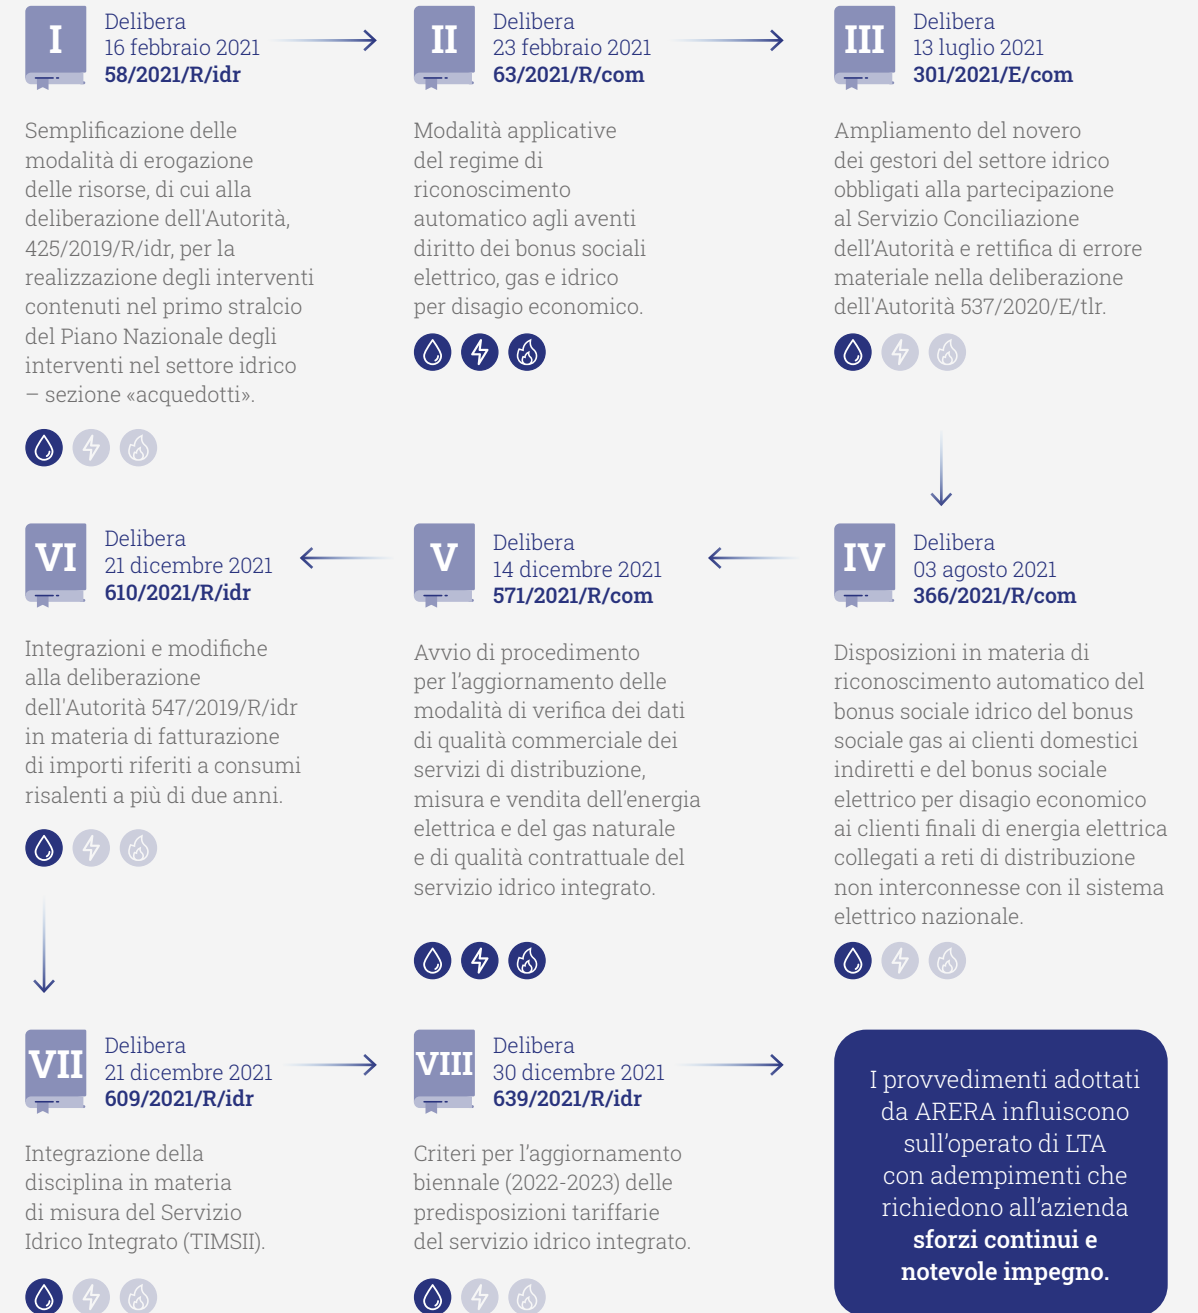 I
Delibera
16 febbraio 2021
58/2021/R/idr
Semplificazione delle
modalità di erogazione
delle risorse, di cui alla
deliberazione dell'Autorità,
425/2019/R/idr, per la
realizzazione degli interventi
contenuti nel primo stralcio
del Piano Nazionale degli
interventi nel settore idrico
– sezione «acquedotti».
II
Delibera
23 febbraio 2021
63/2021/R/com
Modalità applicative
del regime di
riconoscimento
automatico agli aventi
diritto dei bonus sociali
elettrico, gas e idrico
per disagio economico.
III
Delibera
13 luglio 2021
301/2021/E/com
Ampliamento del novero
dei gestori del settore idrico
obbligati alla partecipazione
al Servizio Conciliazione
dell’Autorità e rettifica di errore
materiale nella deliberazione
dell'Autorità 537/2020/E/tlr.
IV
Delibera
03 agosto 2021
366/2021/R/com
Disposizioni in materia di
riconoscimento automatico del
bonus sociale idrico del bonus
sociale gas ai clienti domestici
indiretti e del bonus sociale
elettrico per disagio economico
ai clienti finali di energia elettrica
collegati a reti di distribuzione
non interconnesse con il sistema
elettrico nazionale.
V
Delibera
14 dicembre 2021
571/2021/R/com
Avvio di procedimento
per l’aggiornamento delle
modalità di verifica dei dati
di qualità commerciale dei
servizi di distribuzione,
misura e vendita dell’energia
elettrica e del gas naturale
e di qualità contrattuale del
servizio idrico integrato.
VI
Delibera
21 dicembre 2021
610/2021/R/idr
Integrazioni e modifiche
alla deliberazione
dell'Autorità 547/2019/R/idr
in materia di fatturazione
di importi riferiti a consumi
risalenti a più di due anni.
VII
Delibera
21 dicembre 2021
609/2021/R/idr
Integrazione della
disciplina in materia
di misura del Servizio
Idrico Integrato (TIMSII).
VIII
Delibera
30 dicembre 2021
639/2021/R/idr
Criteri per l’aggiornamento
biennale (2022-2023) delle
predisposizioni tariffarie
del servizio idrico integrato.
I provvedimenti adottati
da ARERA influiscono
sull’operato di LTA
con adempimenti che
richiedono all’azienda
sforzi continui e
notevole impegno.